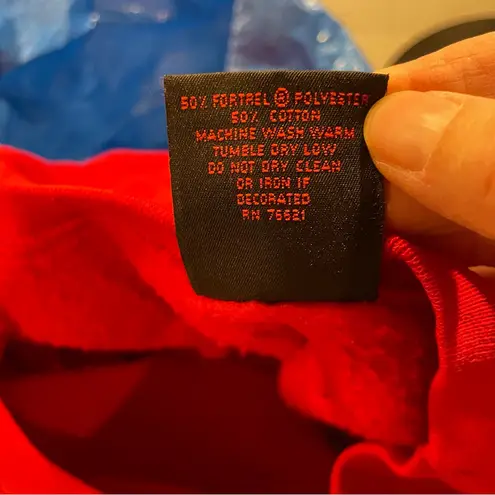 50% FORTREL ® POLYESTER
50% COTTON
MACHINE WASH WARM
TUMBLE DRY LOW
DO NOT DRY CLEAN
OR IRON IF
DECORATED
RN 76621